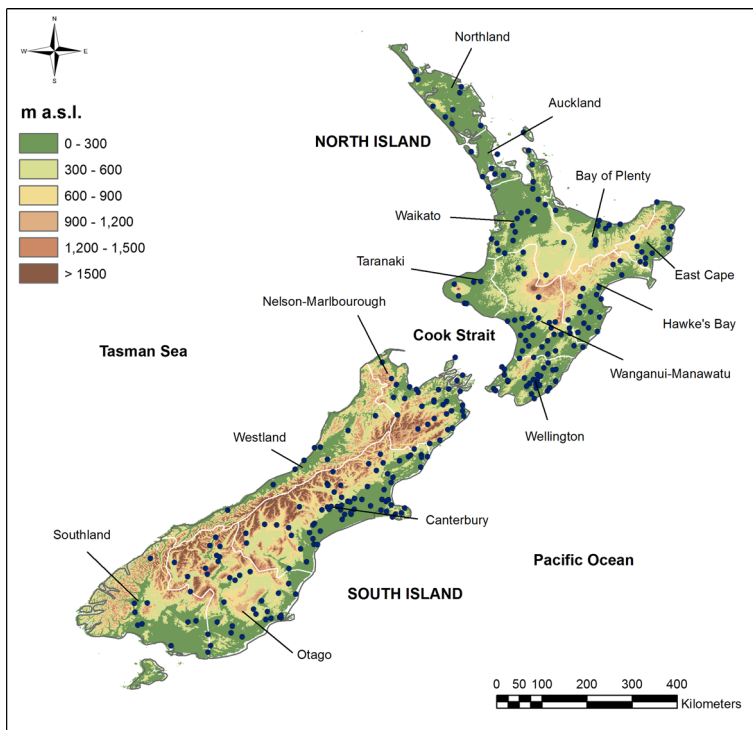 N
W
E
S
m a.s.l.
0 - 300
300 - 600
600 - 900
900 - 1,200
1,200 - 1,500
> 1500
Northland
Auckland
NORTH ISLAND
Bay of Plenty
Waikato
Taranaki
East Cape
Nelson-Marlbourough
Hawke's Bay
Cook Strait
Tasman Sea
Wanganui-Manawatu
Westland
Wellington
Canterbury
Southland
Pacific Ocean
SOUTH ISLAND
Otago
0 50 100 200 300 400
Kilometers